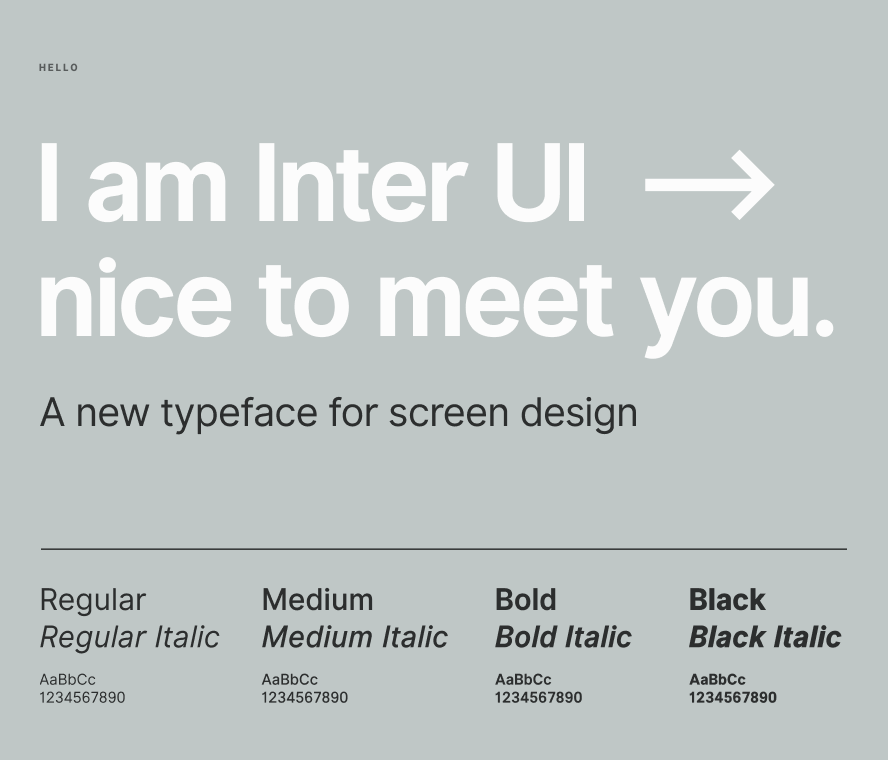 HELLO
I am Inter UI →
nice to meet you.
A new typeface for screen design
Regular
Regular Italic
AaBbCc
1234567890
Medium
Medium Italic
AaBbCc
1234567890
Bold
Bold Italic
AaBbCc
1234567890
Black
Black Italic
AaBbCc
1234567890